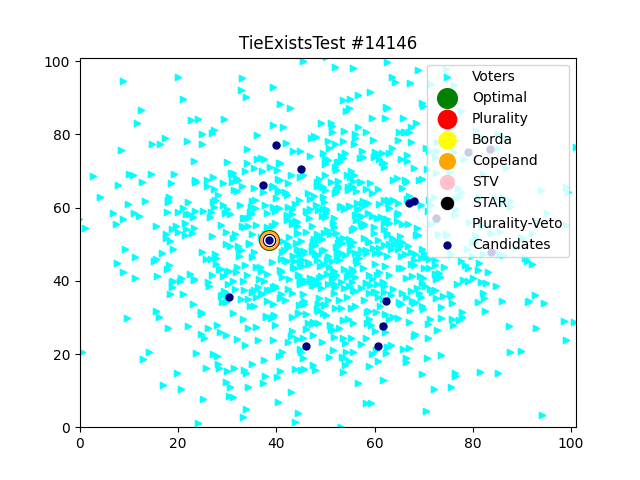 TieExistsTest #14146
100
80
60
40
20
0
0
20
40
60
80
100
Voters
Optimal
Plurality
Borda
Copeland
STV
STAR
Plurality-Veto
Candidates